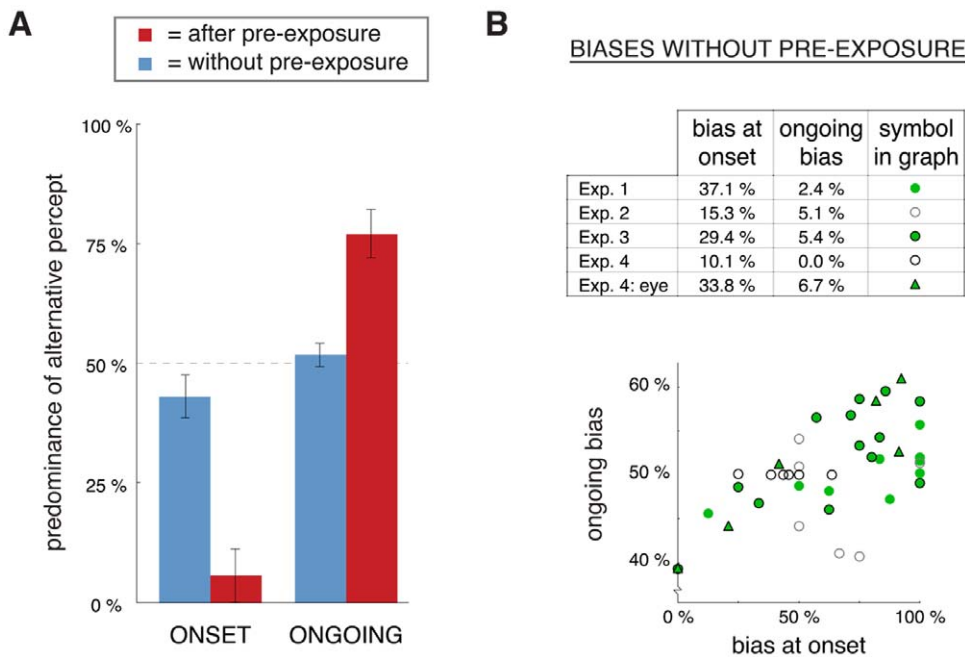 A
= after pre-exposure
= without pre-exposure
predominance of alternative percept
100 %
75 %
50 %
25 %
0 %
ONSET ONGOING
B
BIASES WITHOUT PRE-EXPOSURE
bias at onset ongoing bias symbol in graph
Exp. 1 37.1 % 2.4 %
Exp. 2 15.3 % 5.1 %
Exp. 3 29.4 % 5.4 %
Exp. 4 10.1 % 0.0 %
Exp. 4: eye 33.8 % 6.7 %
ongoing bias
60 %
50 %
40 %
0 % 50 % 100 %
bias at onset